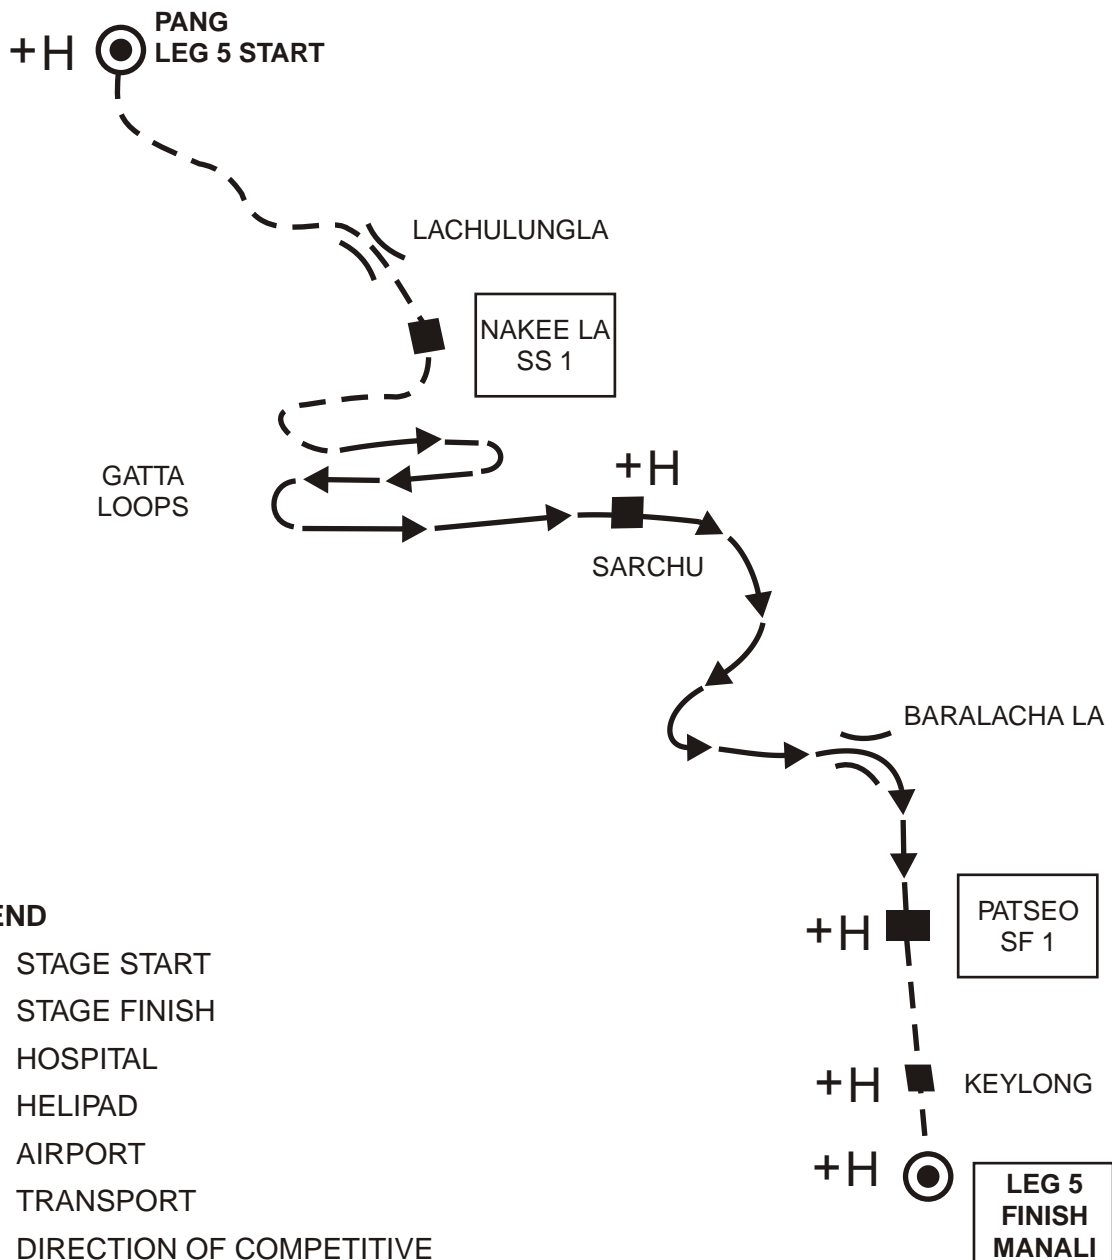 PANG
+H
LEG 5 START
LACHULUNGLA
NAKEE LA
SS 1
GATTA
LOOPS
+H
SARCHU
BARALACHA LA
PATSEO
SF 1
+H
+H
KEYLONG
+H
LEG 5
FINISH
MANALI
END
STAGE START
STAGE FINISH
HOSPITAL
HELIPAD
AIRPORT
TRANSPORT
DIRECTION OF COMPETITIVE